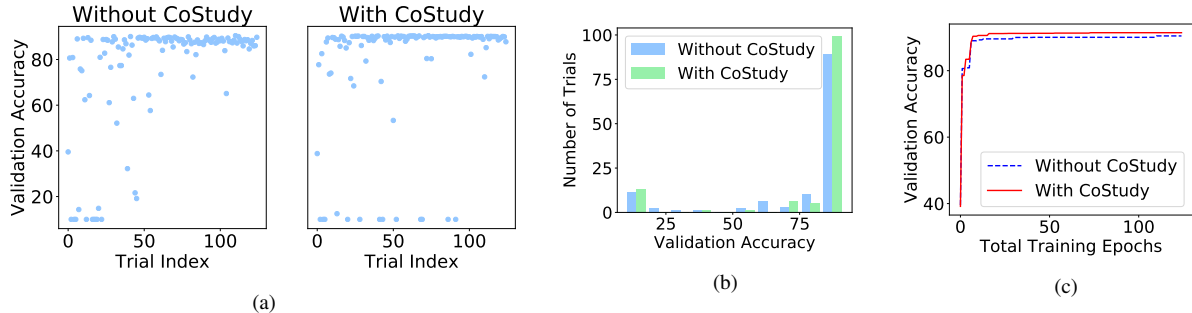 Without CoStudy
With CoStudy
Validation Accuracy
80
60
40
20
0
50
100
Trial Index
0
50
100
Trial Index
(a)
Number of Trials
100
75
50
25
0
Without CoStudy
With CoStudy
25
50
75
Validation Accuracy
(b)
Validation Accuracy
80
60
40
Without CoStudy
With CoStudy
0
50
100
Total Training Epochs
(c)